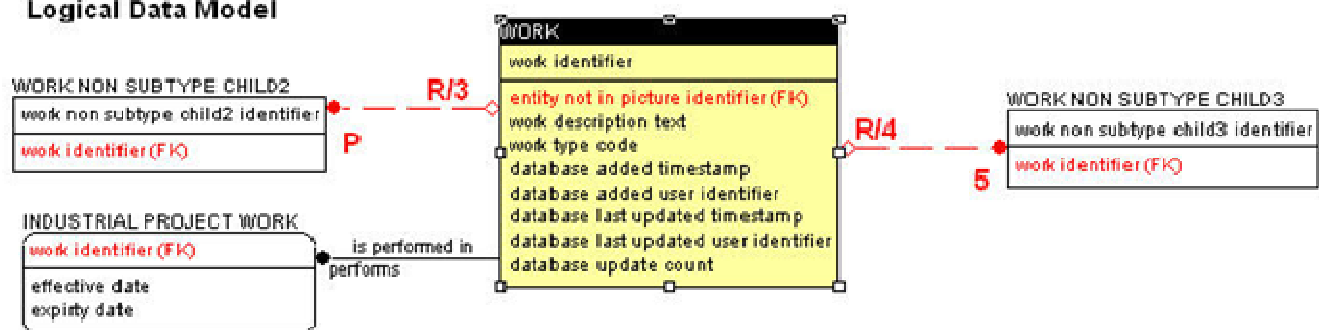 Logical Data Model
WORK
work identifier
entity not in picture identifier (FK)
work description text
work type code
database added timestamp
database added user identifier
database last updated timestamp
database last updated user identifier
database update count
WORK NON SUBTYPE CHILD2
work non subtype child2 identifier
work identifier (FK)
R/3
P
INDUSTRIAL PROJECT WORK
work identifier (FK)
effective date
expirty date
is performed in
performs
R/4
5
WORK NON SUBTYPE CHILD3
work non subtype child3 identifier
work identifier (FK)